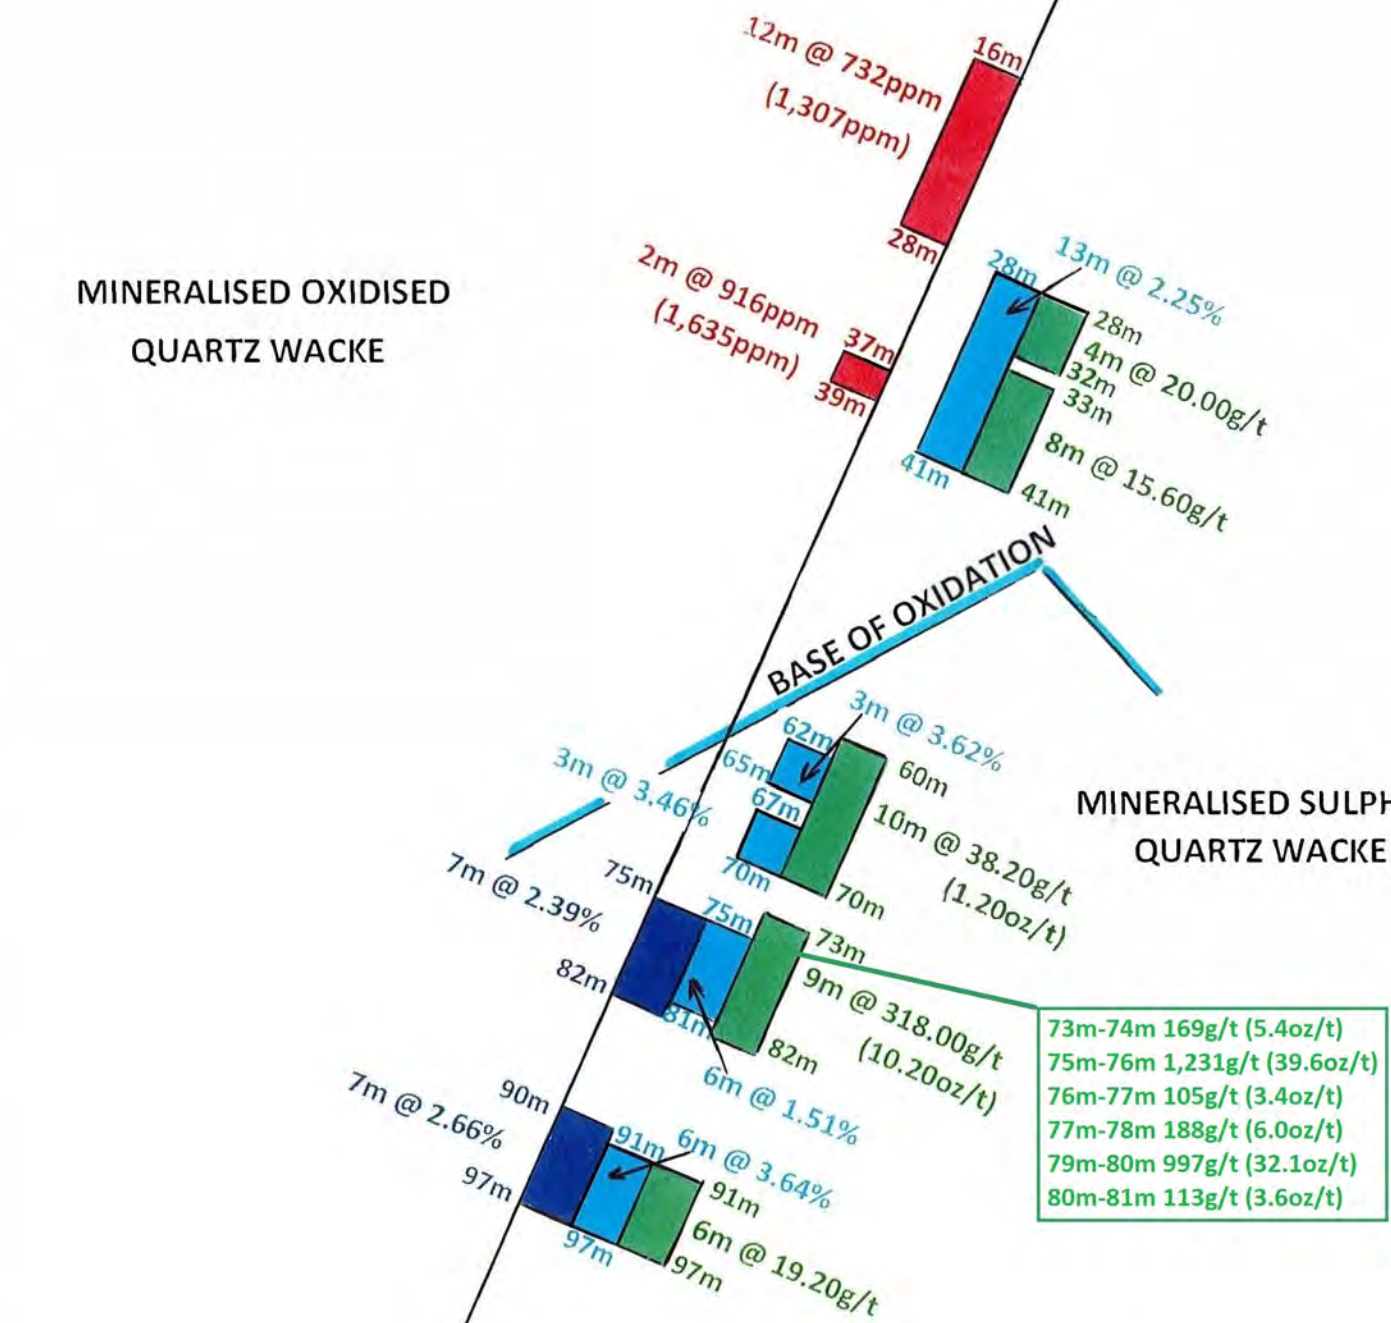 16m
12m @ 732ppm
(1,307ppm)
28m
MINERALISED OXIDISED
QUARTZ WACKE
2m @ 916ppm
(1,635ppm)
37m
39m
28m
13m @ 2.25%
28m
4m @ 20.00g/t
32m
33m
8m @ 15.60g/t
41m
41m
BASE OF OXIDATION
3m @ 3.62%
62m
65m
67m
70m
60m
10m @ 38.20g/t
(1.20oz/t)
70m
3m @ 3.46%
MINERALISED SULPH
QUARTZ WACKE
75m
7m @ 2.39%
82m
75m
81m
6m @ 1.51%
73m
9m @ 318.00g/t
(10.20oz/t)
82m
73m-74m 169g/t (5.4oz/t)
75m-76m 1,231g/t (39.6oz/t)
76m-77m 105g/t (3.4oz/t)
77m-78m 188g/t (6.0oz/t)
79m-80m 997g/t (32.1oz/t)
80m-81m 113g/t (3.6oz/t)
90m
7m @ 2.66%
97m
91m
6m @ 3.64%
97m
91m
6m @ 19.20g/t
97m